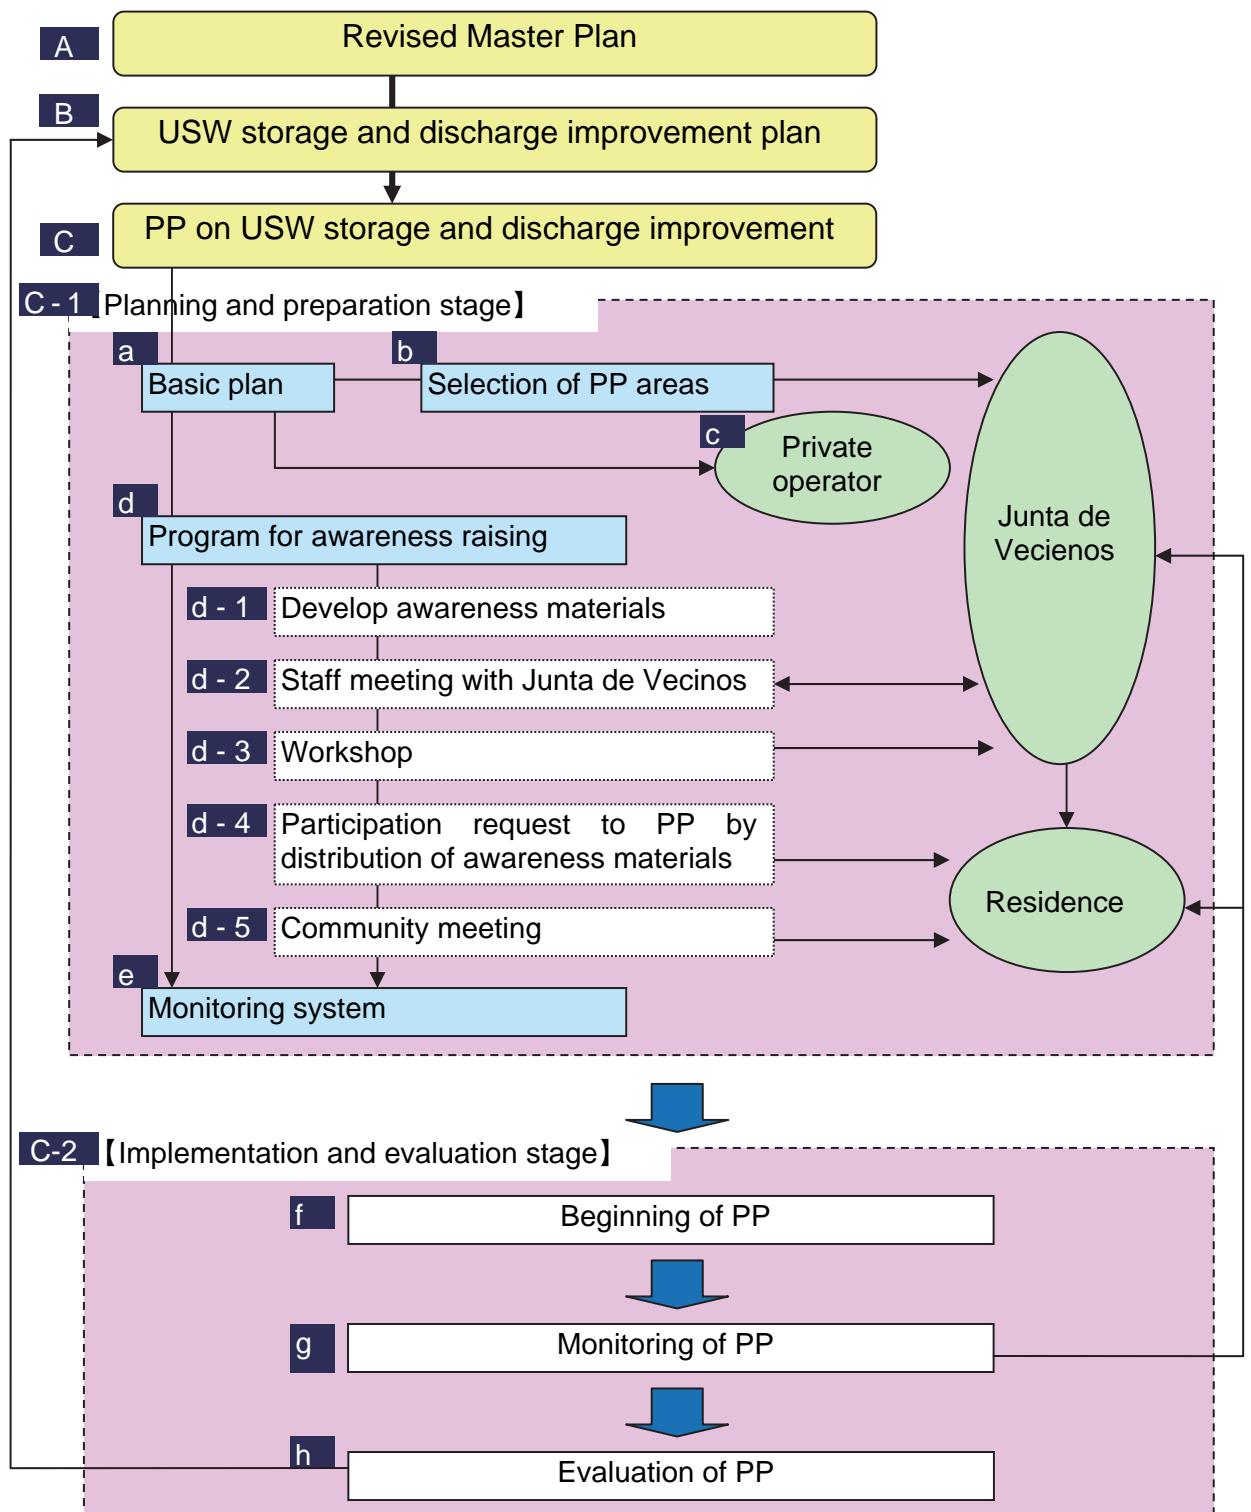 A
Revised Master Plan
B
USW storage and discharge improvement plan
C
PP on USW storage and discharge improvement
C - 1
【Planning and preparation stage】
a
Basic plan
b
Selection of PP areas
c
Private
operator
Junta de
Vecienos
d
Program for awareness raising
d - 1
Develop awareness materials
d - 2
Staff meeting with Junta de Vecinos
d - 3
Workshop
d - 4
Participation request to PP by
distribution of awareness materials
Residence
d - 5
Community meeting
e
Monitoring system
C-2
【Implementation and evaluation stage】
f
Beginning of PP
g
Monitoring of PP
h
Evaluation of PP